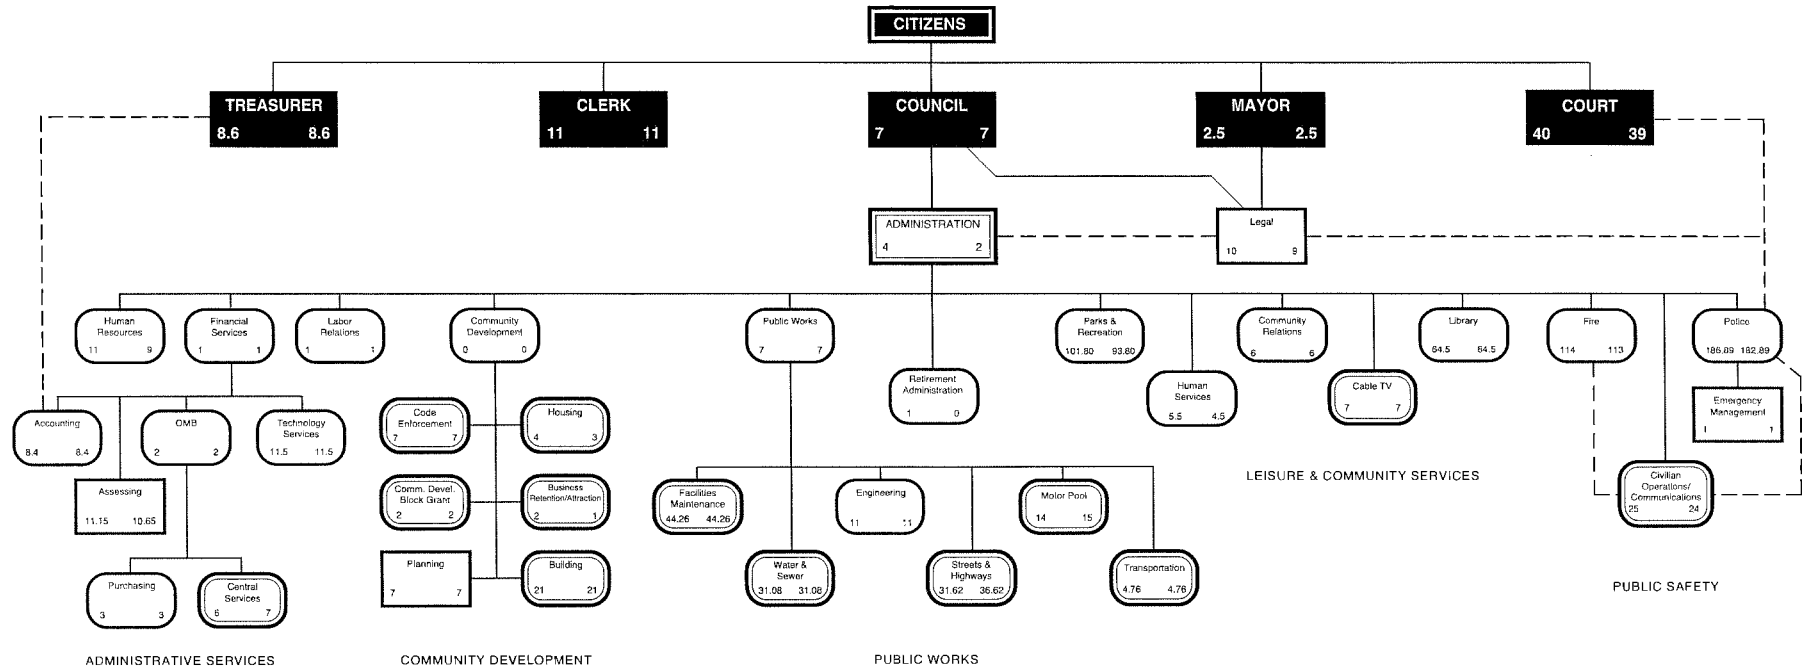 CITIZENS
TREASURER
8.6 8.6
CLERK
11 11
COUNCIL
7 7
MAYOR
2.5 2.5
COURT
40 39
ADMINISTRATION
4 2
Legal
10 9
Human
Resources
11 9
Financial
Services
1 1
Labor
Relations
1 1
Community
Development
0 0
Public Works
7 7
Parks &
Recreation
101.80 93.80
Community
Relations
6 6
Library
64.5 64.5
Fire
114 113
Police
186.89 182.89
Retirement
Administration
1 0
Human
Services
5.5 4.5
Cable TV
7 7
Emergency
Management
1 1
Accounting
8.4 8.4
OMB
2 2
Technology
Services
11.5 11.5
Code
Enforcement
7 7
Housing
4 3
Assessing
11.15 10.65
Comm. Devel.
Block Grant
2 2
Business
Retention/Attraction
2 1
Facilities
Maintenance
44.26 44.26
Engineering
11 11
Motor Pool
14 15
LEISURE & COMMUNITY SERVICES
Civilian
Operations/
Communications
25 24
Planning
7 7
Building
21 21
Water &
Sewer
31.08 31.08
Streets &
Highways
31.62 36.62
Transportation
4.76 4.76
Purchasing
3 3
Central
Services
6 7
PUBLIC SAFETY
ADMINISTRATIVE SERVICES
COMMUNITY DEVELOPMENT
PUBLIC WORKS